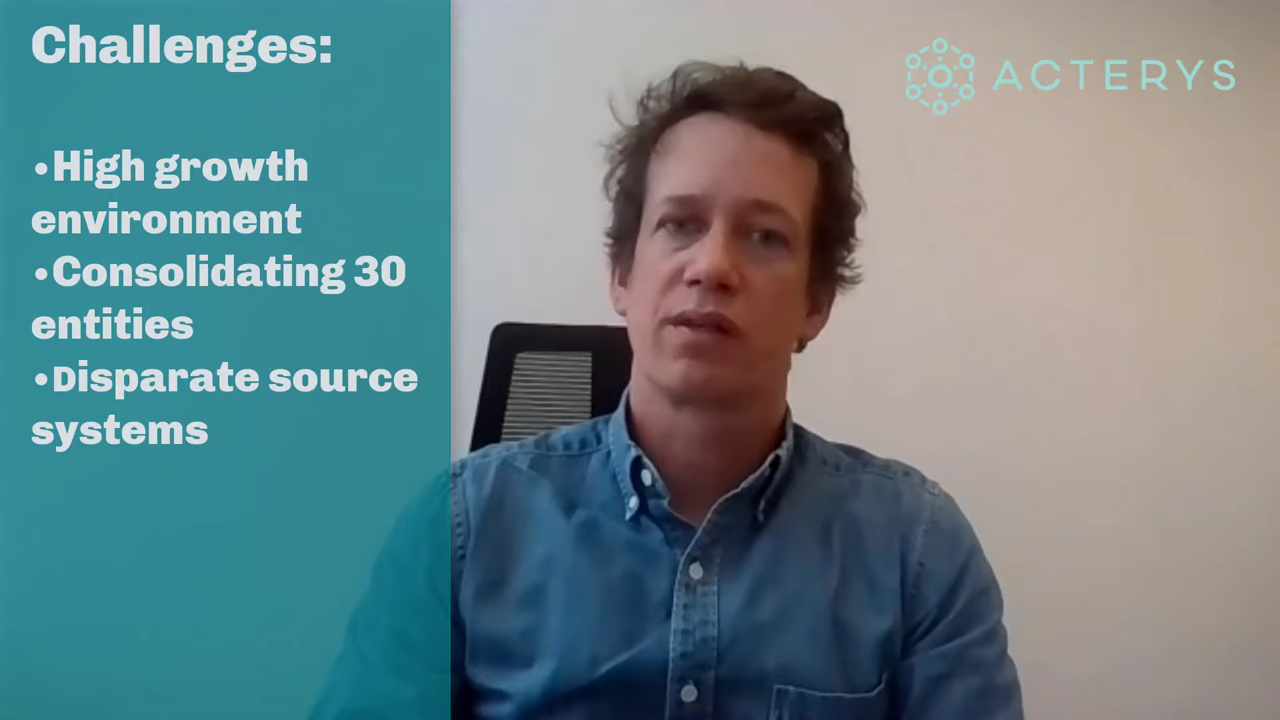 Challenges:
•High growth
environment
•Consolidating 30
entities
•Disparate source
systems
ACTERYS